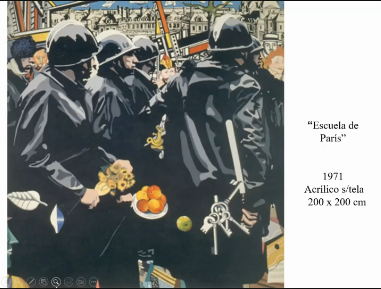 “Escuela de
París”
1971
Acrílico s/tela
200 x 200 cm